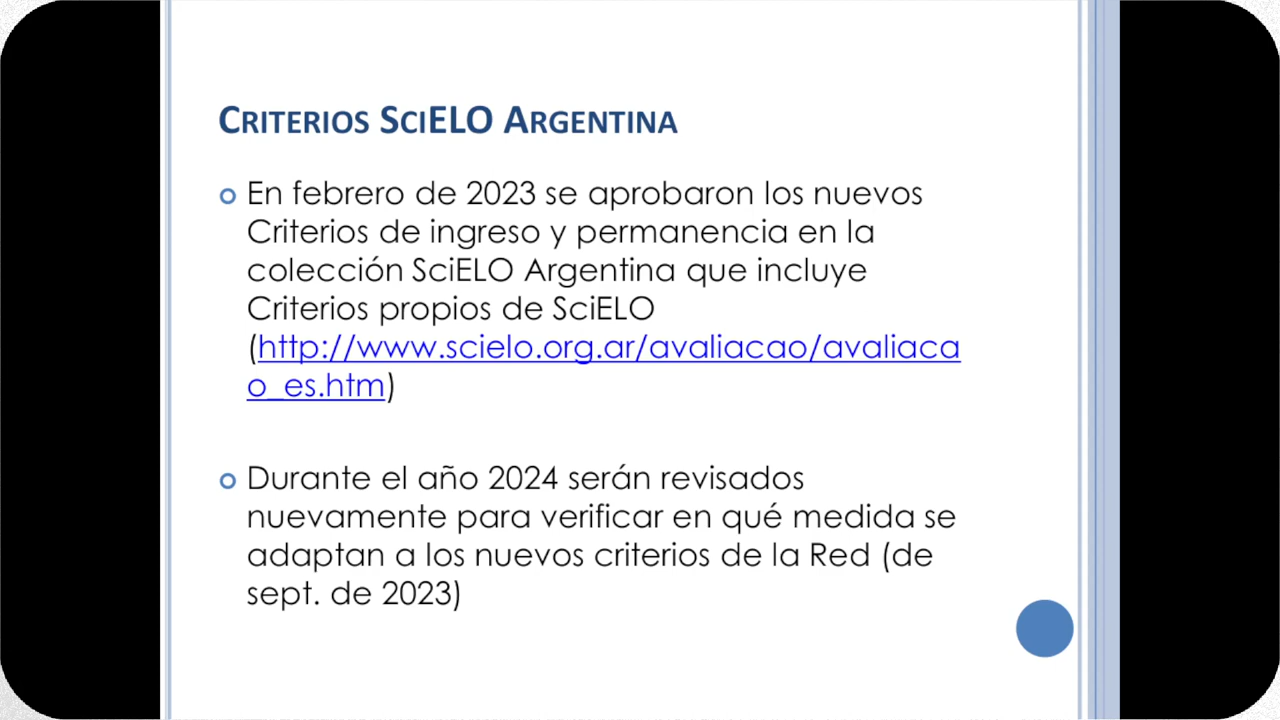 Criterios SciELO Argentina
En febrero de 2023 se aprobaron los nuevos
Criterios de ingreso y permanencia en la
colección SciELO Argentina que incluye
Criterios propios de SciELO
(http://www.scielo.org.ar/avaliacao/avaliaca
o_es.htm)
Durante el año 2024 serán revisados
nuevamente para verificar en qué medida se
adaptan a los nuevos criterios de la Red (de
sept. de 2023)